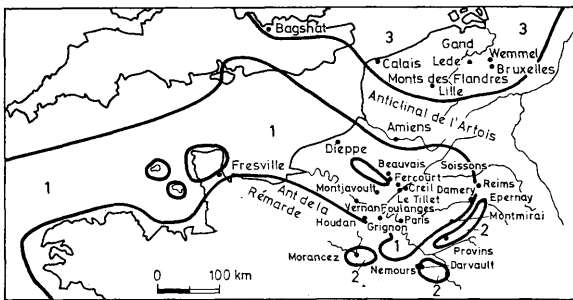 Bagshat
3
3
Gand
Calais
Lede
Wemmel
Bruxelles
Monts des Flandres
Lille
Anticlinal de l'Artois
Amiens
1
Dieppe
Beauvais
Soissons
Fercourt
1
Fresville
Montjavoult
Creil
Damery
Reims
Le Tillet
Epernay
Ant de la Rémarde
Vernan
Foulanges
Montmirai
Houdan
Grignon
Paris
2
1
Provins
Morancez
2
Nemours
Darvault
2
0
100 km